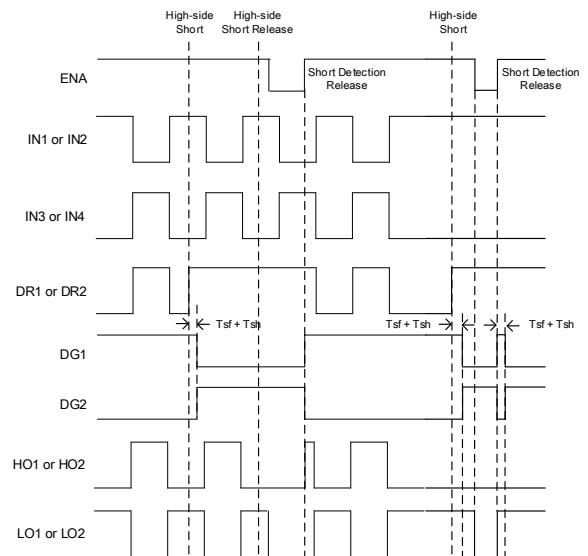 High-side
Short
High-side
Short Release
High-side
Short
ENA
Short Detection
Release
Short Detection
Release
IN1 or IN2
IN3 or IN4
DR1 or DR2
Tsf + Tsh
Tsf + Tsh
Tsf + Tsh
DG1
DG2
HO1 or HO2
LO1 or LO2